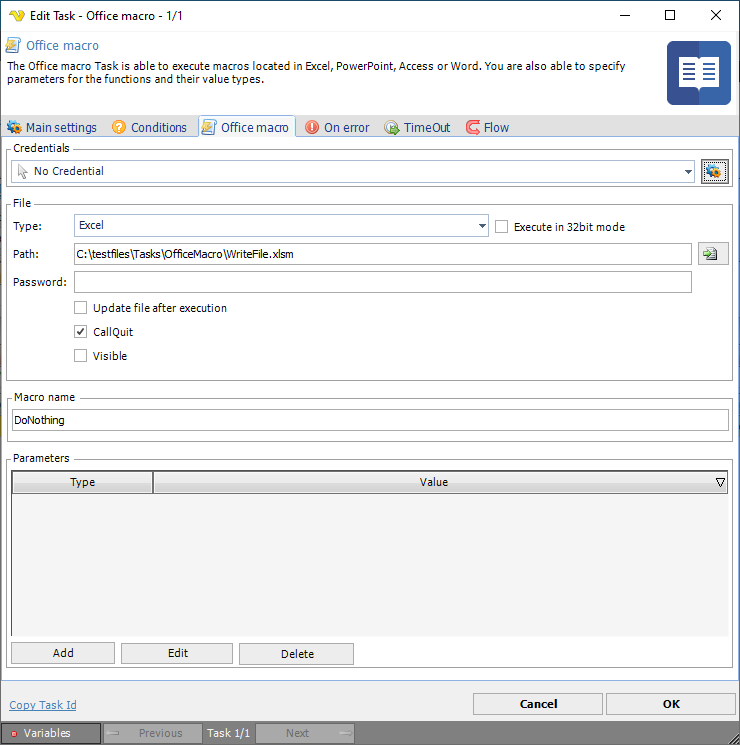 Edit Task - Office macro - 1/1
Office macro
The Office macro Task is able to execute macros located in Excel, PowerPoint, Access or Word. You are also able to specify
parameters for the functions and their value types.
Main settings Conditions Office macro On error TimeOut Flow
Credentials
No Credential
File
Type: Excel Execute in 32bit mode
Path: C:\testfiles\Tasks\OfficeMacro\WriteFile.xlsm
Password:
Update file after execution
CallQuit
Visible
Macro name
DoNothing
Parameters
Type Value
Add Edit Delete
Copy Task Id Cancel OK
Variables Previous Task 1/1 Next